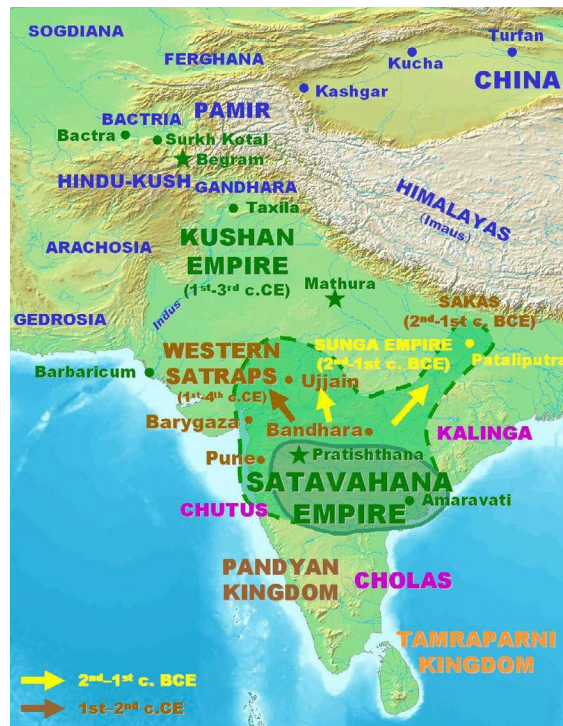 SOGDIANA
Turfan
FERGHANA
Kucha
CHINA
Kashgar
PAMIR
BACTRIA
Bactra
Surkh Kotal
Begram
HINDU-KUSH
GANDHARA
Taxila
HIMALAYAS
(Imaus)
ARACHOSIA
KUSHAN
EMPIRE
(1st-3rd c.CE)
Mathura
SAKAS
(2nd-1st c. BCE)
GEDROSIA
Indus
SUNGA EMPIRE
(2nd-1st c. BCE)
Pataliputra
WESTERN
SATRAPS
(1st-4th c.CE)
Ujjain
Barbaricum
Barygaza
Bandhara
KALINGA
Pune
Pratishthana
SATAVAHANA
EMPIRE
Amaravati
CHUTUS
PANDYAN
KINGDOM
CHOLAS
TAMRAPARNI
KINGDOM
2nd-1st c. BCE
1st-2nd c.CE